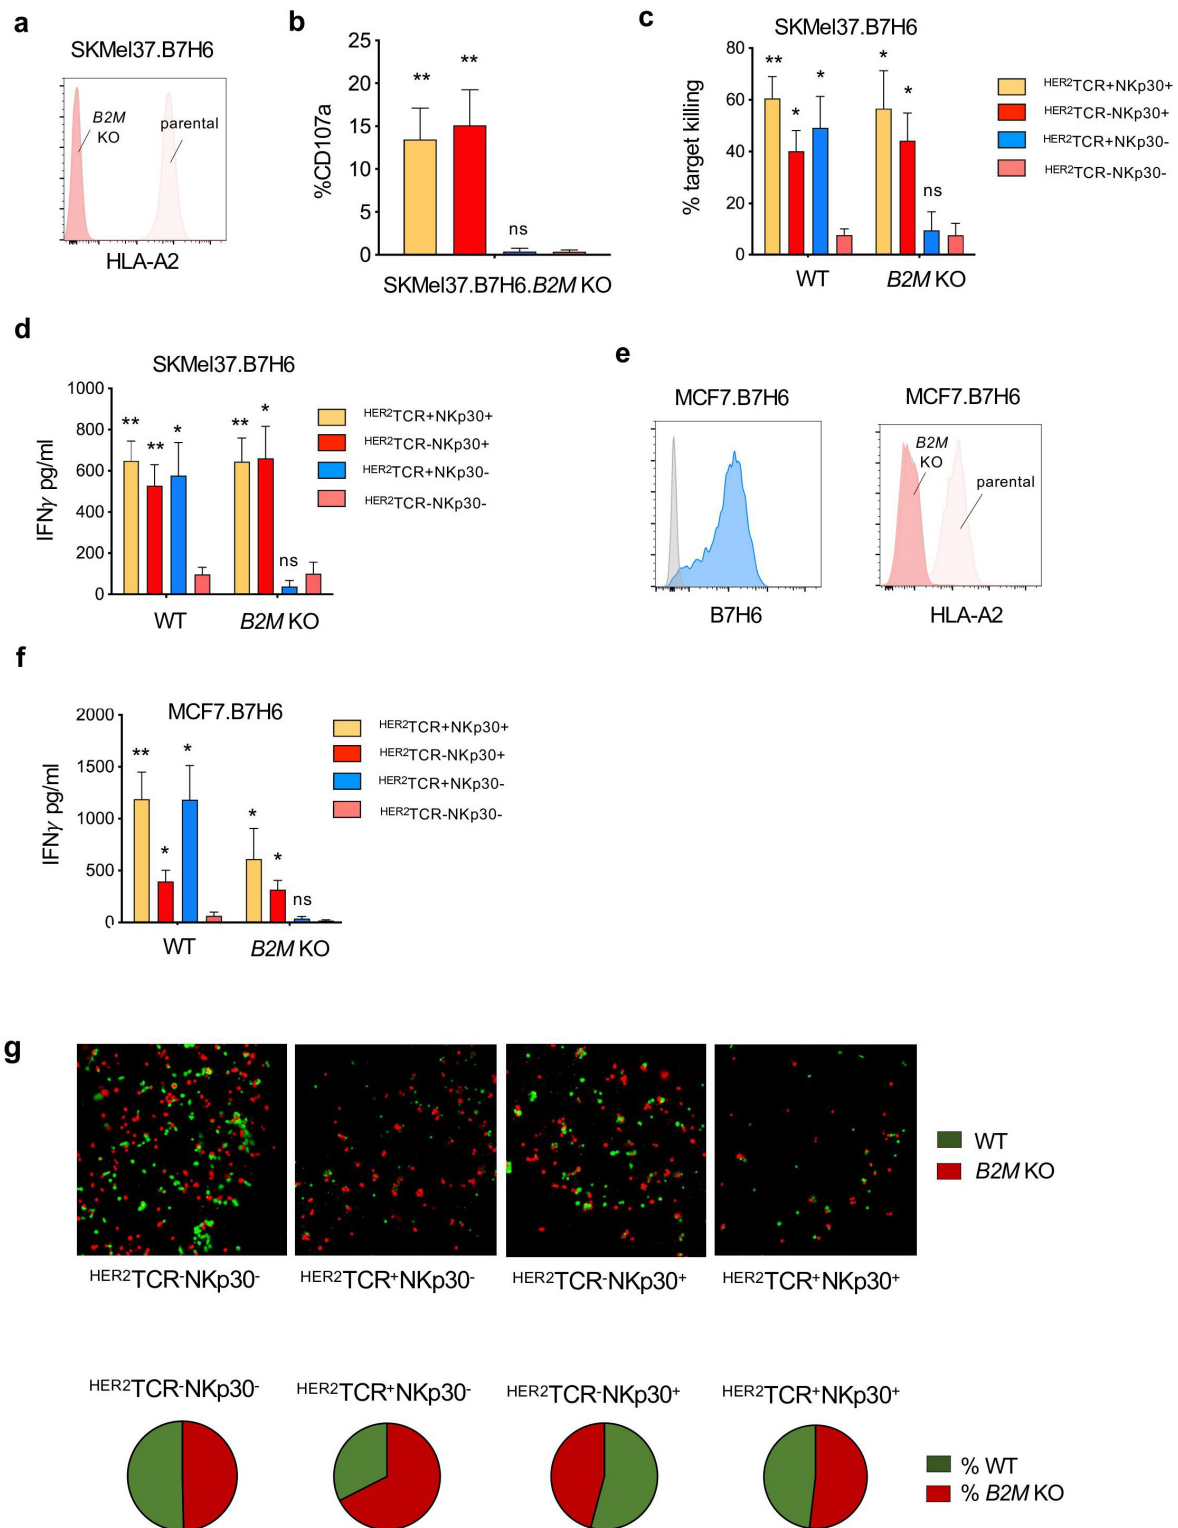 a
SKMel37.B7H6
B2M
KO
parental
HLA-A2
b
25
20
15
10
5
0
%CD107a
**
**
ns
SKMel37.B7H6.B2M KO
c
SKMel37.B7H6
80
60
40
20
0
% target killing
**
*
*
*
*
ns
WT
B2M KO
HER2TCR+NKp30+
HER2TCR-NKp30+
HER2TCR+NKp30-
HER2TCR-NKp30-
d
SKMel37.B7H6
1000
800
600
400
200
0
IFNγ pg/ml
**
**
*
**
*
ns
WT
B2M KO
HER2TCR+NKp30+
HER2TCR-NKp30+
HER2TCR+NKp30-
HER2TCR-NKp30-
e
MCF7.B7H6
B7H6
MCF7.B7H6
B2M
KO
parental
HLA-A2
f
MCF7.B7H6
2000
1500
1000
500
0
IFNγ pg/ml
**
*
*
*
*
ns
WT
B2M KO
HER2TCR+NKp30+
HER2TCR-NKp30+
HER2TCR+NKp30-
HER2TCR-NKp30-
g
WT
B2M KO
HER2TCR-NKp30-
HER2TCR+NKp30-
HER2TCR-NKp30+
HER2TCR+NKp30+
HER2TCR-NKp30-
HER2TCR+NKp30-
HER2TCR-NKp30+
HER2TCR+NKp30+
% WT
% B2M KO